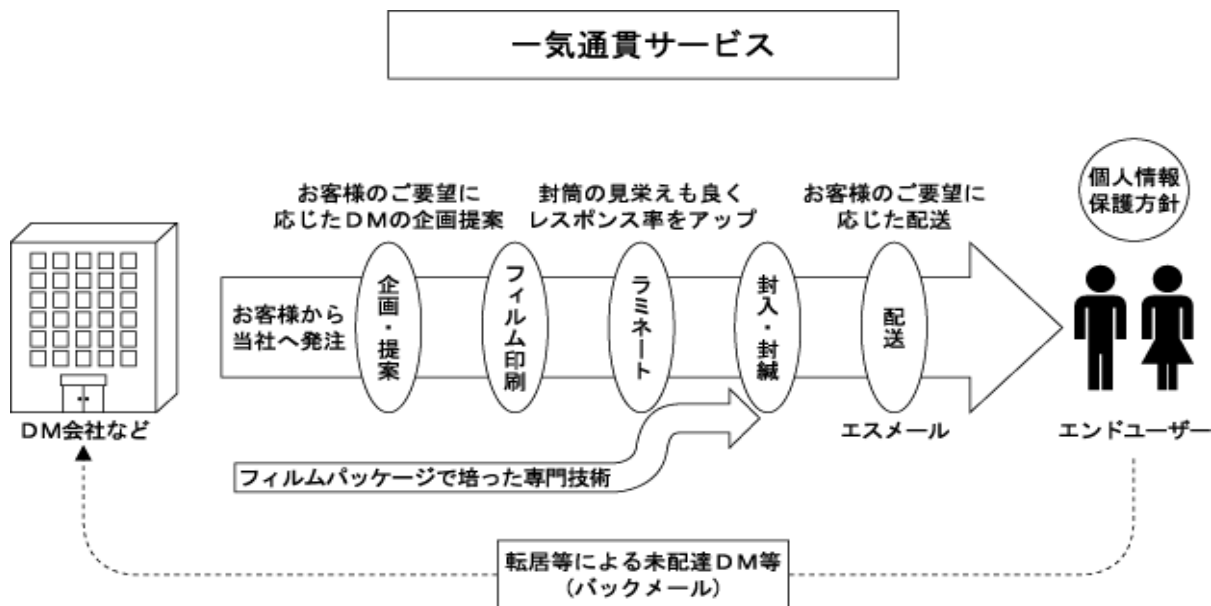 一気通貫サービス
個人情報
保護方針
お客様のご要望に
応じたDMの企画提案
封筒の見栄えも良く
レスポンス率をアップ
お客様のご要望に
応じた配送
お客様から
当社へ発注
企画・提案
フィルム印刷
ラミネート
封入・封緘
配送
DM会社など
エスメール
エンドユーザー
フィルムパッケージで培った専門技術
転居等による未配達DM等
(バックメール)